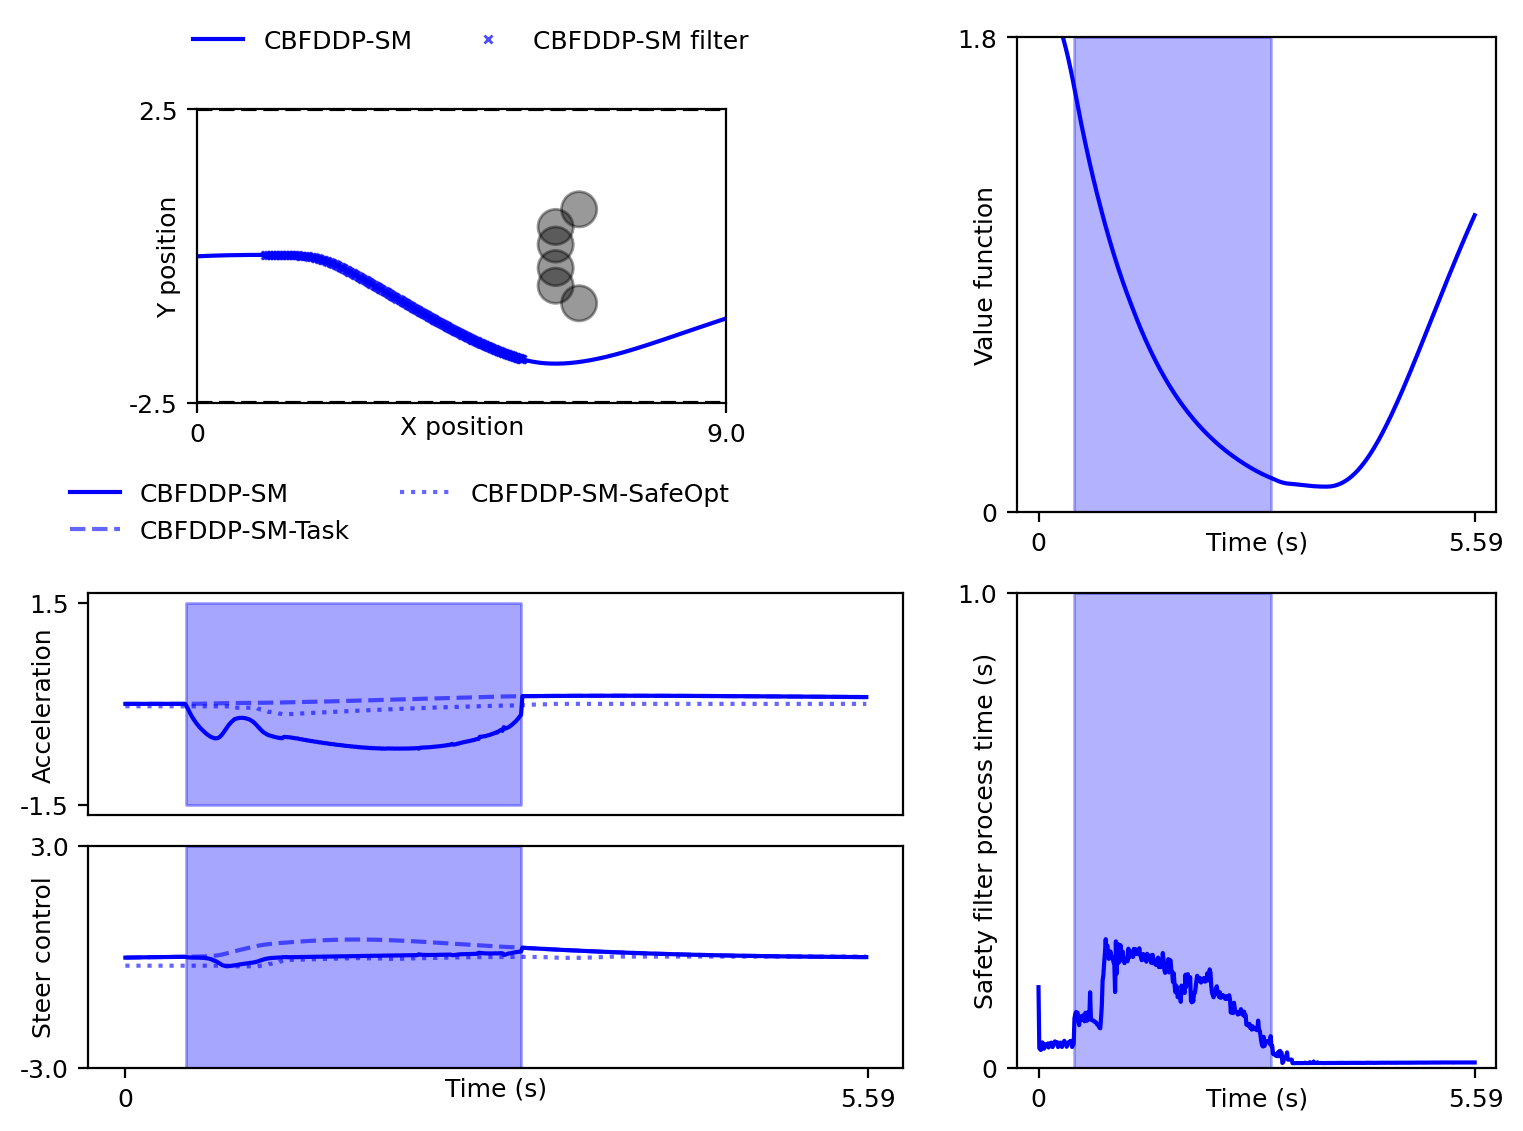 CBFDDP-SM
CBFDDP-SM filter
2.5
Y position
-2.5
0
X position
9.0
1.8
Value function
0
0
Time (s)
5.59
CBFDDP-SM
CBFDDP-SM-SafeOpt
CBFDDP-SM-Task
1.5
Acceleration
-1.5
3.0
Steer control
-3.0
0
Time (s)
5.59
1.0
Safety filter process time (s)
0
0
Time (s)
5.59